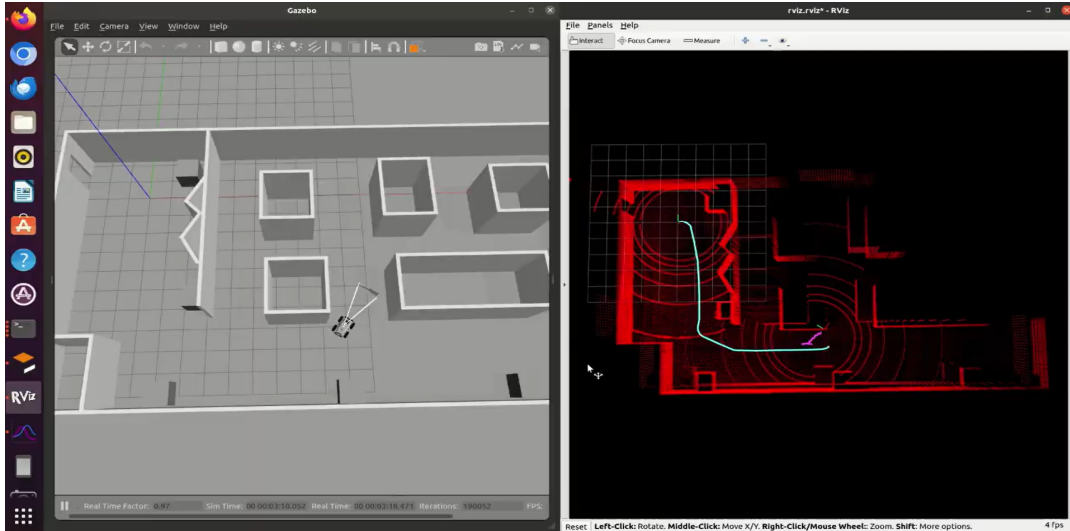 Gazebo
File Edit Camera View Window Help
Real Time Factor: 0.97 Sim Time: 00 00:03:10.052 Real Time: 00 00:03:16.471 Iterations: 190052 FPS:
rviz.rviz* - RViz
File Panels Help
Interact Focus Camera Measure
RViz
Reset Left-Click: Rotate. Middle-Click: Move X/Y. Right-Click/Mouse Wheel:: Zoom. Shift: More options. 4 fps